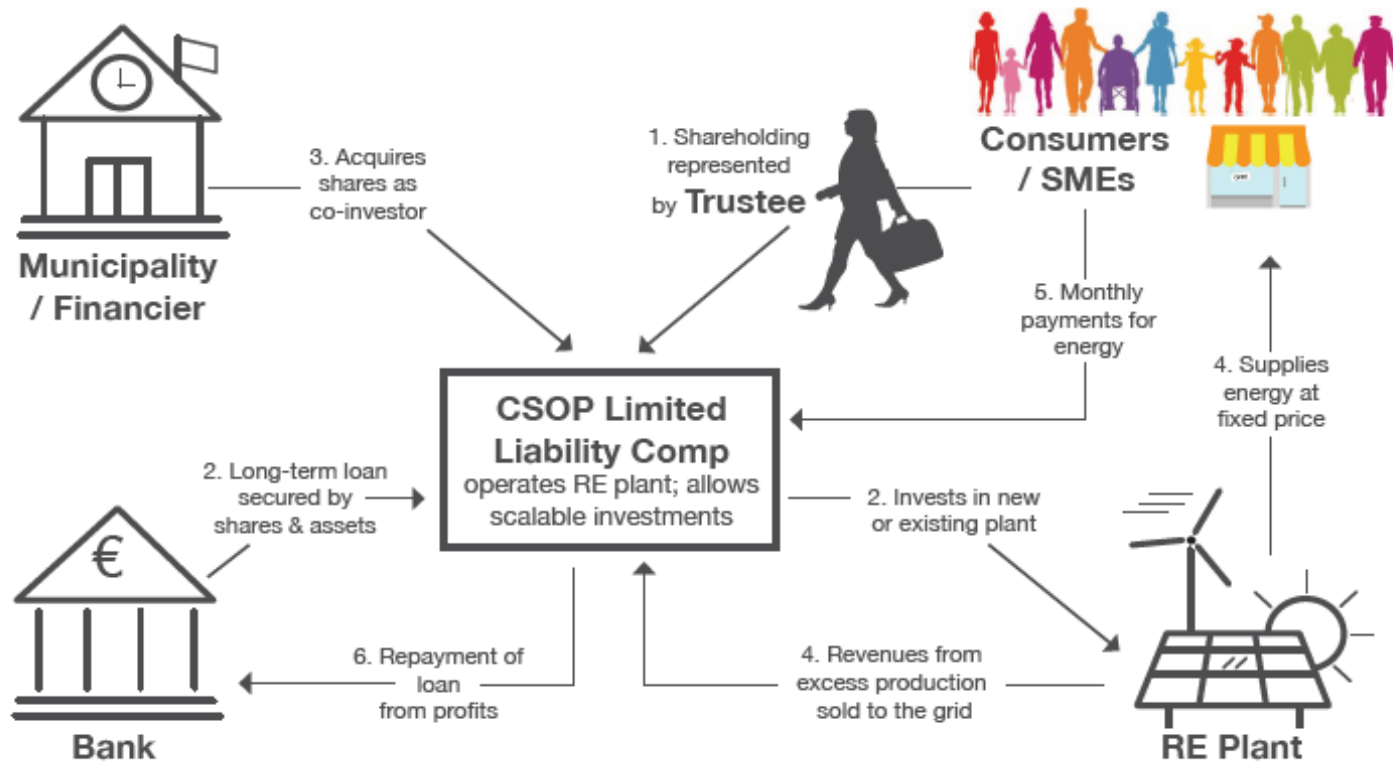 1. Shareholding
represented
by Trustee
Consumers
/ SMEs
3. Acquires
shares as
co-investor
Municipality
/ Financier
5. Monthly
payments for
energy
4. Supplies
energy at
fixed price
CSOP Limited
Liability Comp
operates RE plant; allows
scalable investments
2. Long-term loan
secured by
shares & assets
2. Invests in new
or existing plant
€
6. Repayment of
loan
from profits
4. Revenues from
excess production
sold to the grid
Bank
RE Plant